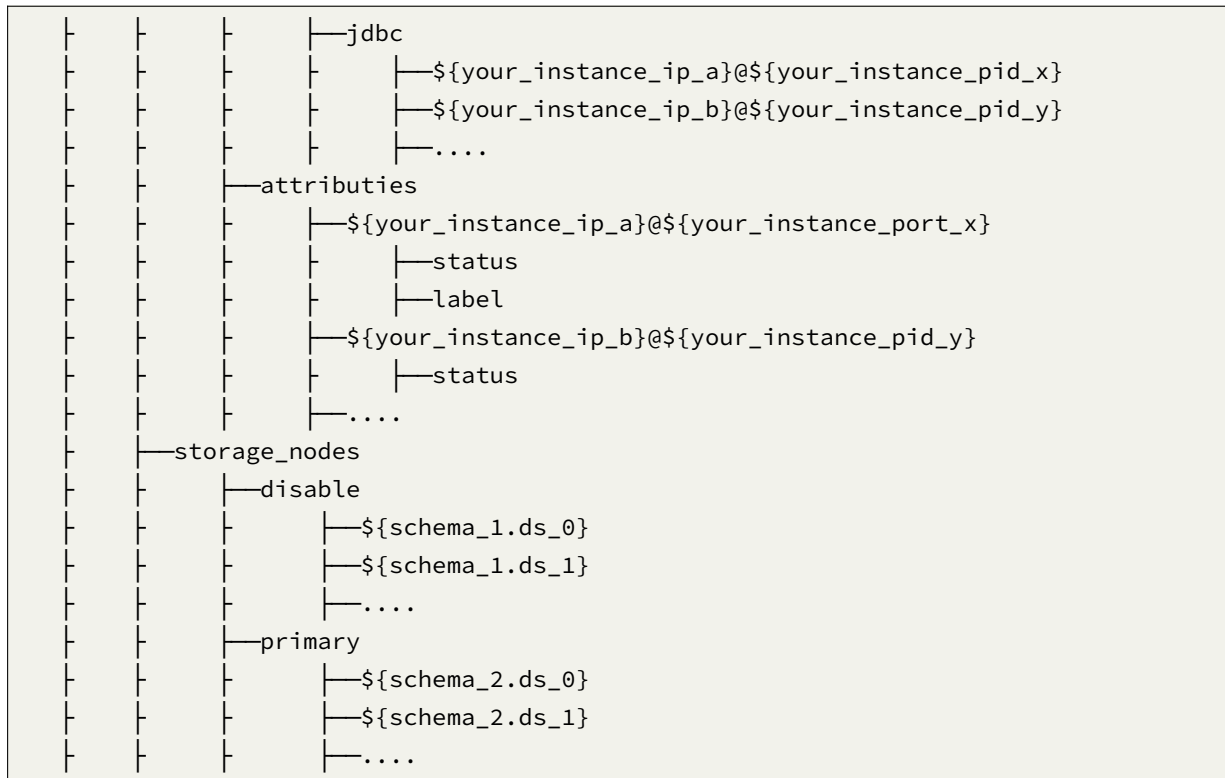 ├ ├ ├ ├──jdbc
├ ├ ├ ├ ├──${your_instance_ip_a}@${your_instance_pid_x}
├ ├ ├ ├ ├──${your_instance_ip_b}@${your_instance_pid_y}
├ ├ ├ ├ ├──....
├ ├ ├──attributies
├ ├ ├ ├──${your_instance_ip_a}@${your_instance_port_x}
├ ├ ├ ├ ├──status
├ ├ ├ ├ ├──label
├ ├ ├ ├──${your_instance_ip_b}@${your_instance_pid_y}
├ ├ ├ ├ ├──status
├ ├ ├ ├──....
├ ├──storage_nodes
├ ├ ├──disable
├ ├ ├ ├──${schema_1.ds_0}
├ ├ ├ ├──${schema_1.ds_1}
├ ├ ├ ├──....
├ ├ ├──primary
├ ├ ├ ├──${schema_2.ds_0}
├ ├ ├ ├──${schema_2.ds_1}
├ ├ ├ ├──....